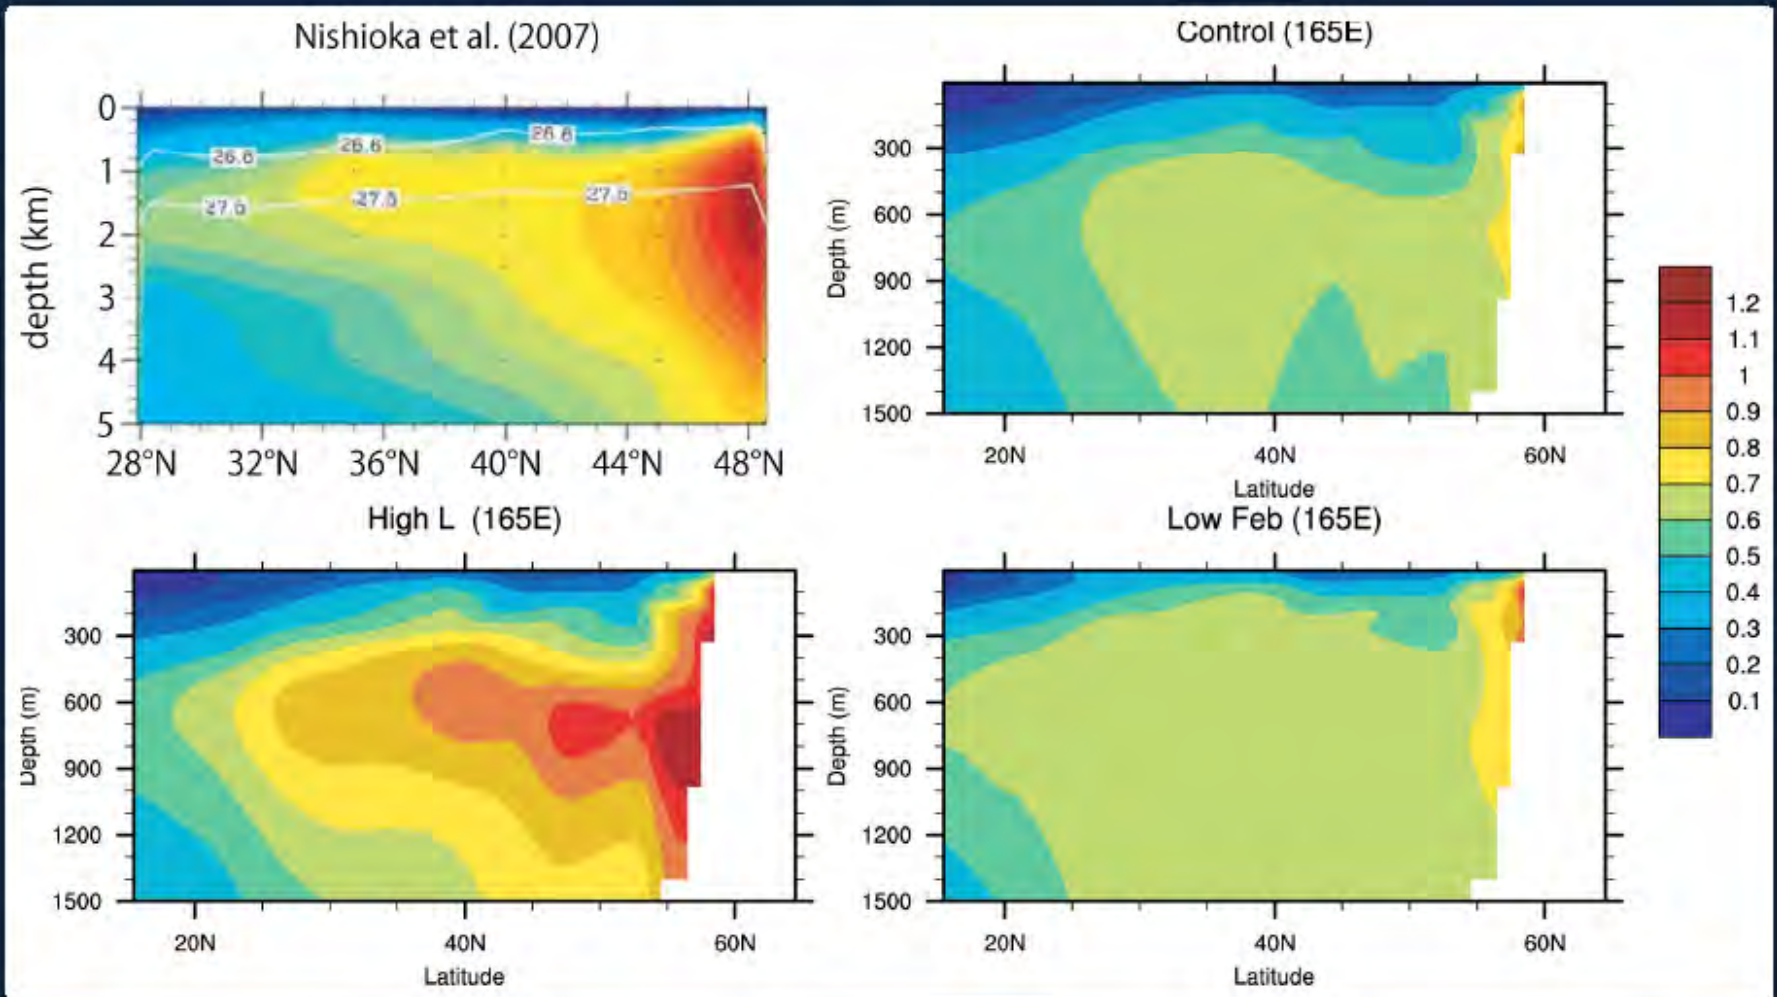 Nishioka et al. (2007)
depth (km)
0
1
2
3
4
5
26.6
26.6
26.6
27.5
27.5
27.5
28°N 32°N 36°N 40°N 44°N 48°N
Control (165E)
Depth (m)
300
600
900
1200
1500
20N 40N 60N
Latitude
1.2
1.1
1
0.9
0.8
0.7
0.6
0.5
0.4
0.3
0.2
0.1
High L (165E)
Depth (m)
300
600
900
1200
1500
20N 40N 60N
Latitude
Low Feb (165E)
Depth (m)
300
600
900
1200
1500
20N 40N 60N
Latitude